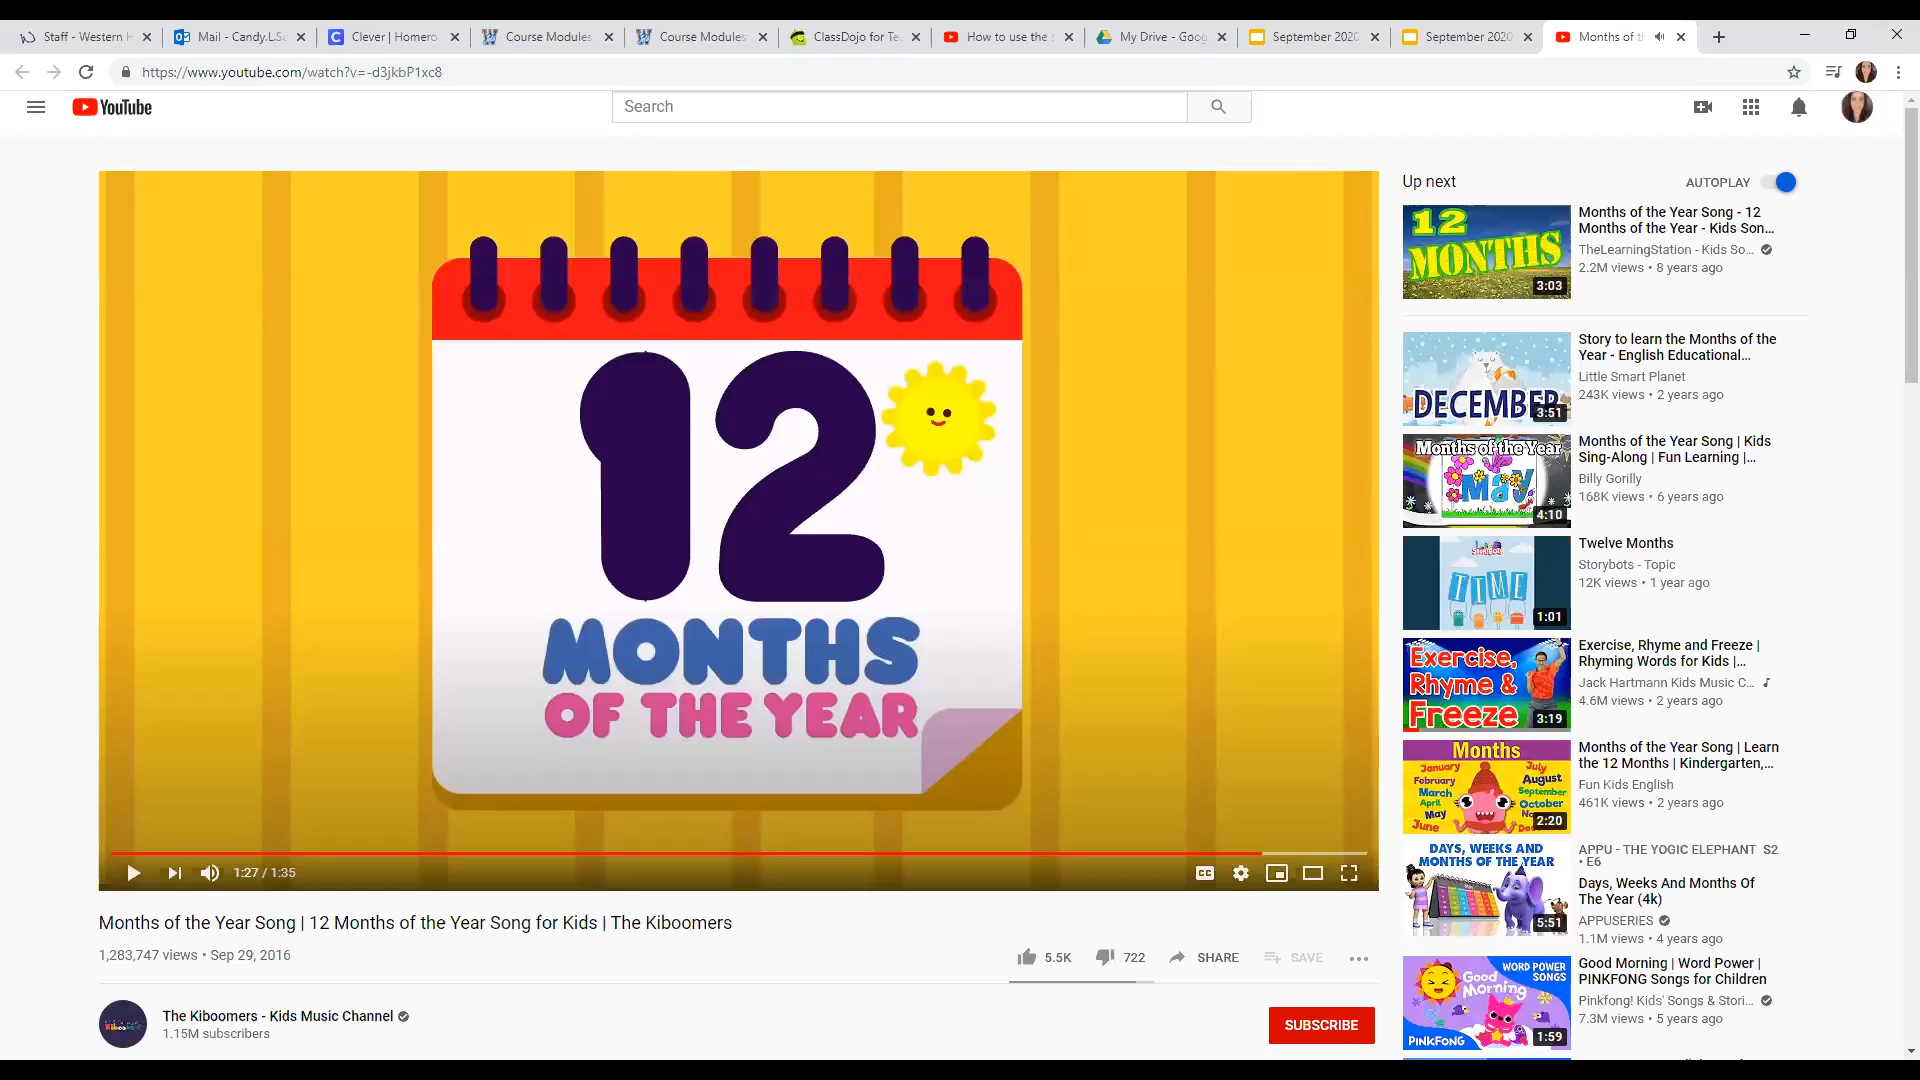 Staff - Western H
Mail - Candy.L.Sc
Clever | Homero
Course Modules
Course Modules
ClassDojo for Te
How to use the s
My Drive - Goog
September 2020
September 2020
Months of t
https://www.youtube.com/watch?v=-d3jkbP1xc8
YouTube
Search
12
MONTHS
OF THE YEAR
1:27 / 1:35
CC
Months of the Year Song | 12 Months of the Year Song for Kids | The Kiboomers
1,283,747 views • Sep 29, 2016
5.5K
722
SHARE
SAVE
The Kiboomers - Kids Music Channel
1.15M subscribers
SUBSCRIBE
Up next
AUTOPLAY
12
MONTHS
3:03
Months of the Year Song - 12
Months of the Year - Kids Son...
TheLearningStation - Kids So...
2.2M views • 8 years ago
DECEMBER
3:51
Story to learn the Months of the
Year - English Educational...
Little Smart Planet
243K views • 2 years ago
Months of the Year
May
4:10
Months of the Year Song | Kids
Sing-Along | Fun Learning |...
Billy Gorilly
168K views • 6 years ago
TIME
1:01
Twelve Months
Storybots - Topic
12K views • 1 year ago
Exercise,
Rhyme &
Freeze
3:19
Exercise, Rhyme and Freeze |
Rhyming Words for Kids |...
Jack Hartmann Kids Music C...
4.6M views • 2 years ago
Months
January
February
March
April
May
June
July
August
September
October
2:20
Months of the Year Song | Learn
the 12 Months | Kindergarten,...
Fun Kids English
461K views • 2 years ago
DAYS, WEEKS AND
MONTHS OF THE YEAR
5:51
APPU - THE YOGIC ELEPHANT S2
• E6
Days, Weeks And Months Of
The Year (4k)
APPUSERIES
1.1M views • 4 years ago
WORD POWER
SONGS
Good
Morning
PINKFONG
1:59
Good Morning | Word Power |
PINKFONG Songs for Children
Pinkfong! Kids' Songs & Stori...
7.3M views • 5 years ago